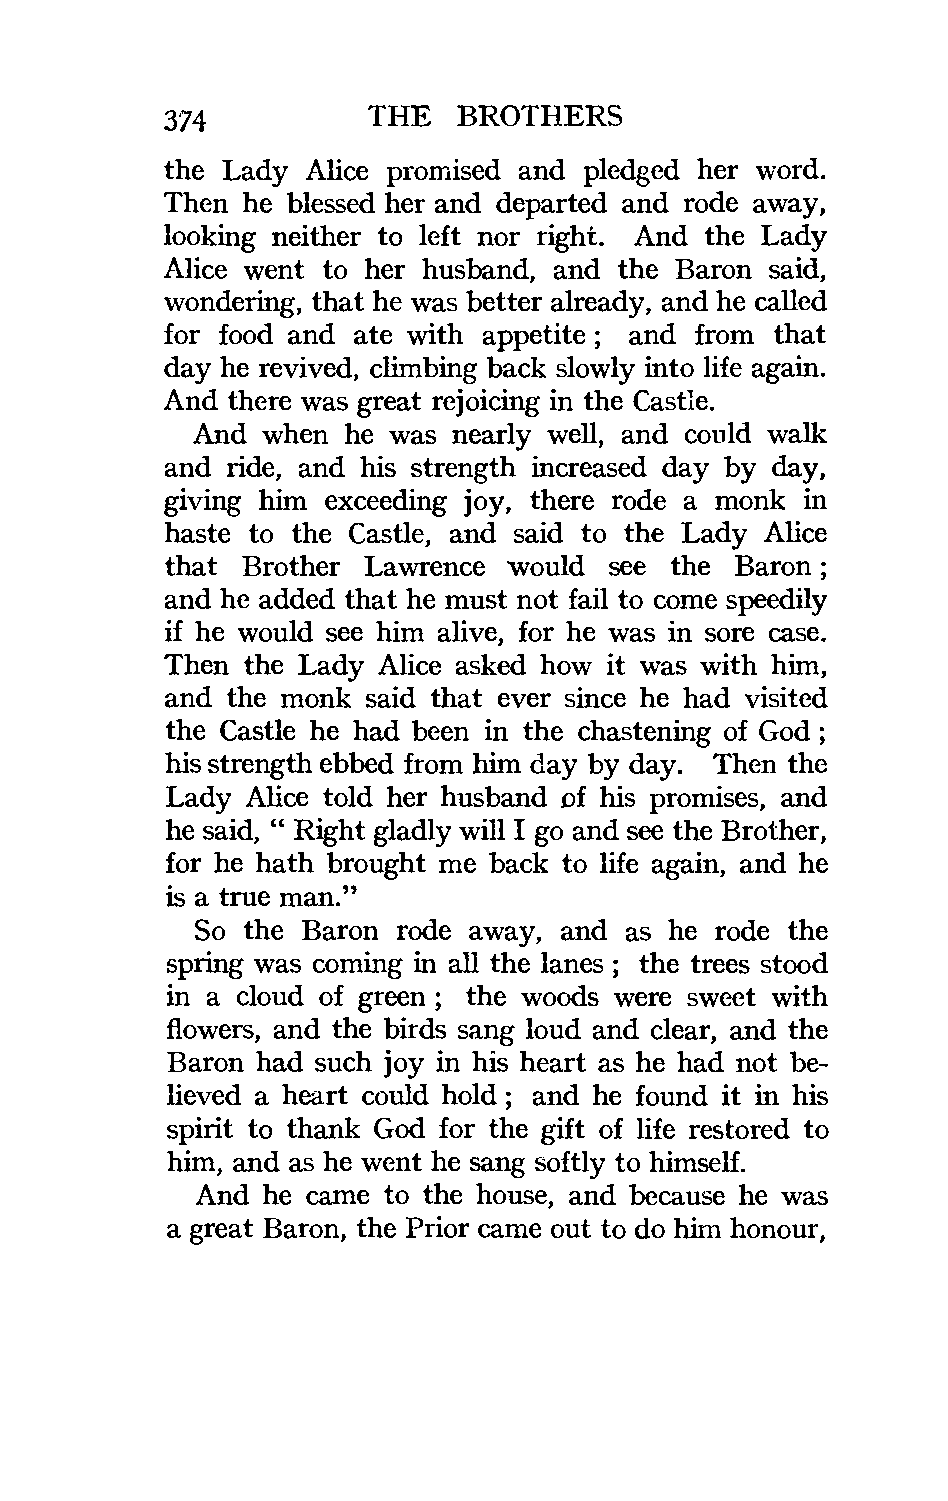 374 THE BROTHERS
the Lady Alice promised and pledged her word.
Then he blessed her and departed and rode away,
looking neither to left nor right. And the Lady
Alice went to her husband, and the Baron said,
wondering, that he was better already, and he called
for food and ate with appetite ; and from that
day he revived, climbing back slowly into life again.
And there was great rejoicing in the Castle.
And when he was nearly well, and could walk
and ride, and his strength increased day by day,
giving him exceeding joy, there rode a monk in
haste to the Castle, and said to the Lady Alice
that Brother Lawrence would see the Baron ;
and he added that he must not fail to come speedily
if he would see him alive, for he was in sore case.
Then the Lady Alice asked how it was with him,
and the monk said that ever since he had visited
the Castle he had been in the chastening of God ;
his strength ebbed from him day by day. Then the
Lady Alice told her husband of his promises, and
he said, “ Right gladly will I go and see the Brother,
for he hath brought me back to life again, and he
is a true man.”
So the Baron rode away, and as he rode the
spring was coming in all the lanes ; the trees stood
in a cloud of green ; the woods were sweet with
flowers, and the birds sang loud and clear, and the
Baron had such joy in his heart as he had not be-
lieved a heart could hold ; and he found it in his
spirit to thank God for the gift of life restored to
him, and as he went he sang softly to himself.
And he came to the house, and because he was
a great Baron, the Prior came out to do him honour,